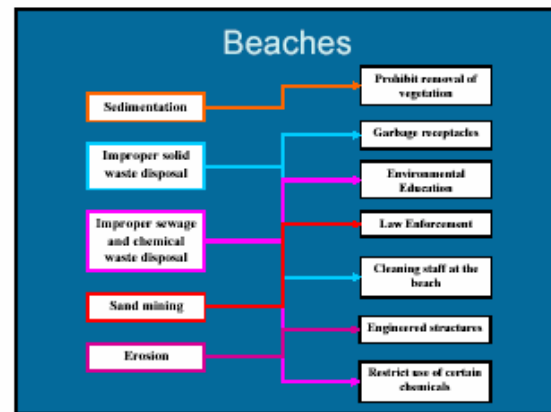 Beaches
Sedimentation
Improper solid
waste disposal
Improper sewage
and chemical
waste disposal
Sand mining
Erosion
Prohibit removal of
vegetation
Garbage receptacles
Environmental
Education
Law Enforcement
Cleaning staff at the
beach
Engineered structures
Restrict use of certain
chemicals